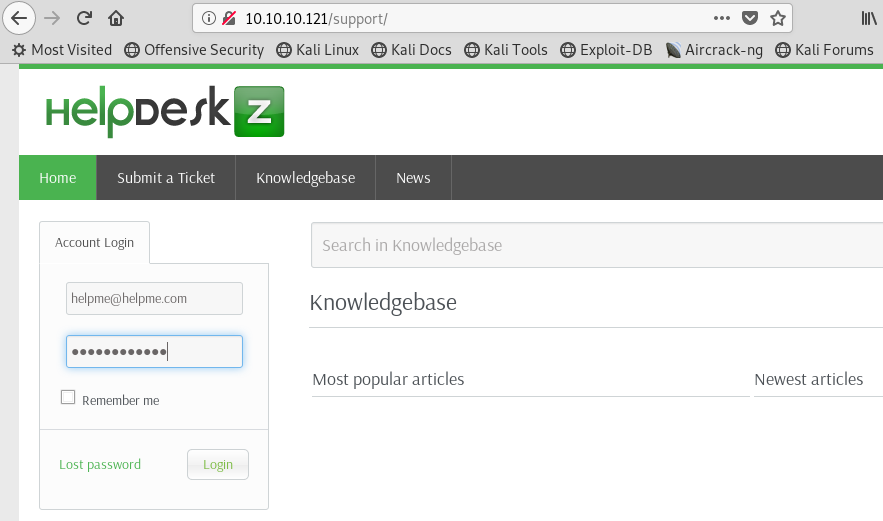 10.10.10.121/support/
Most Visited Offensive Security Kali Linux Kali Docs Kali Tools Exploit-DB Aircrack-ng Kali Forums
HelpDesk Z
Home Submit a Ticket Knowledgebase News
Account Login
Search in Knowledgebase
helpme@helpme.com
Knowledgebase
••••••••••••
Most popular articles Newest articles
Remember me
Lost password Login